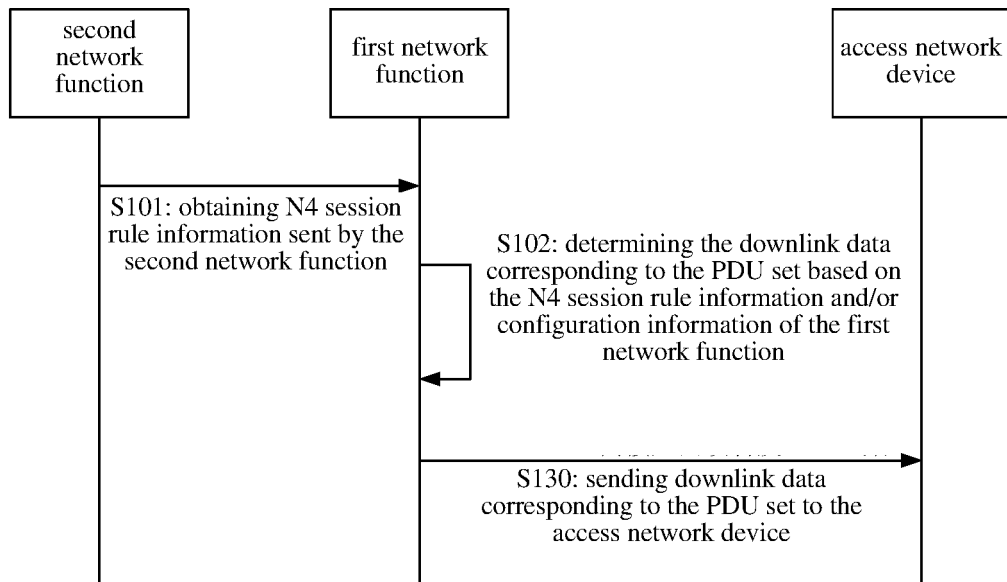 second
network
function
first network
function
access network
device
S101: obtaining N4 session
rule information sent by the
second network function
S102: determining the downlink data
corresponding to the PDU set based on
the N4 session rule information and/or
configuration information of the first
network function
S130: sending downlink data
corresponding to the PDU set to the
access network device